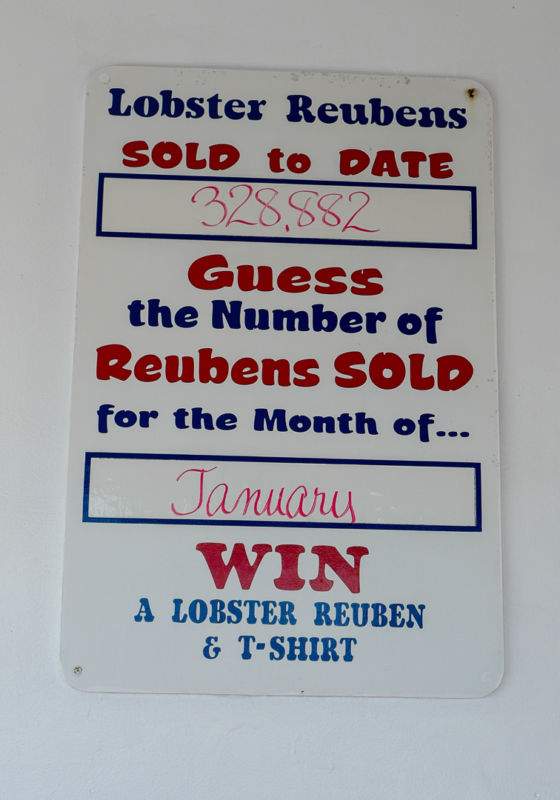 Lobster Reubens
SOLD to DATE
328,882
Guess
the Number of
Reubens SOLD
for the Month of...
January
WIN
A LOBSTER REUBEN
& T-SHIRT